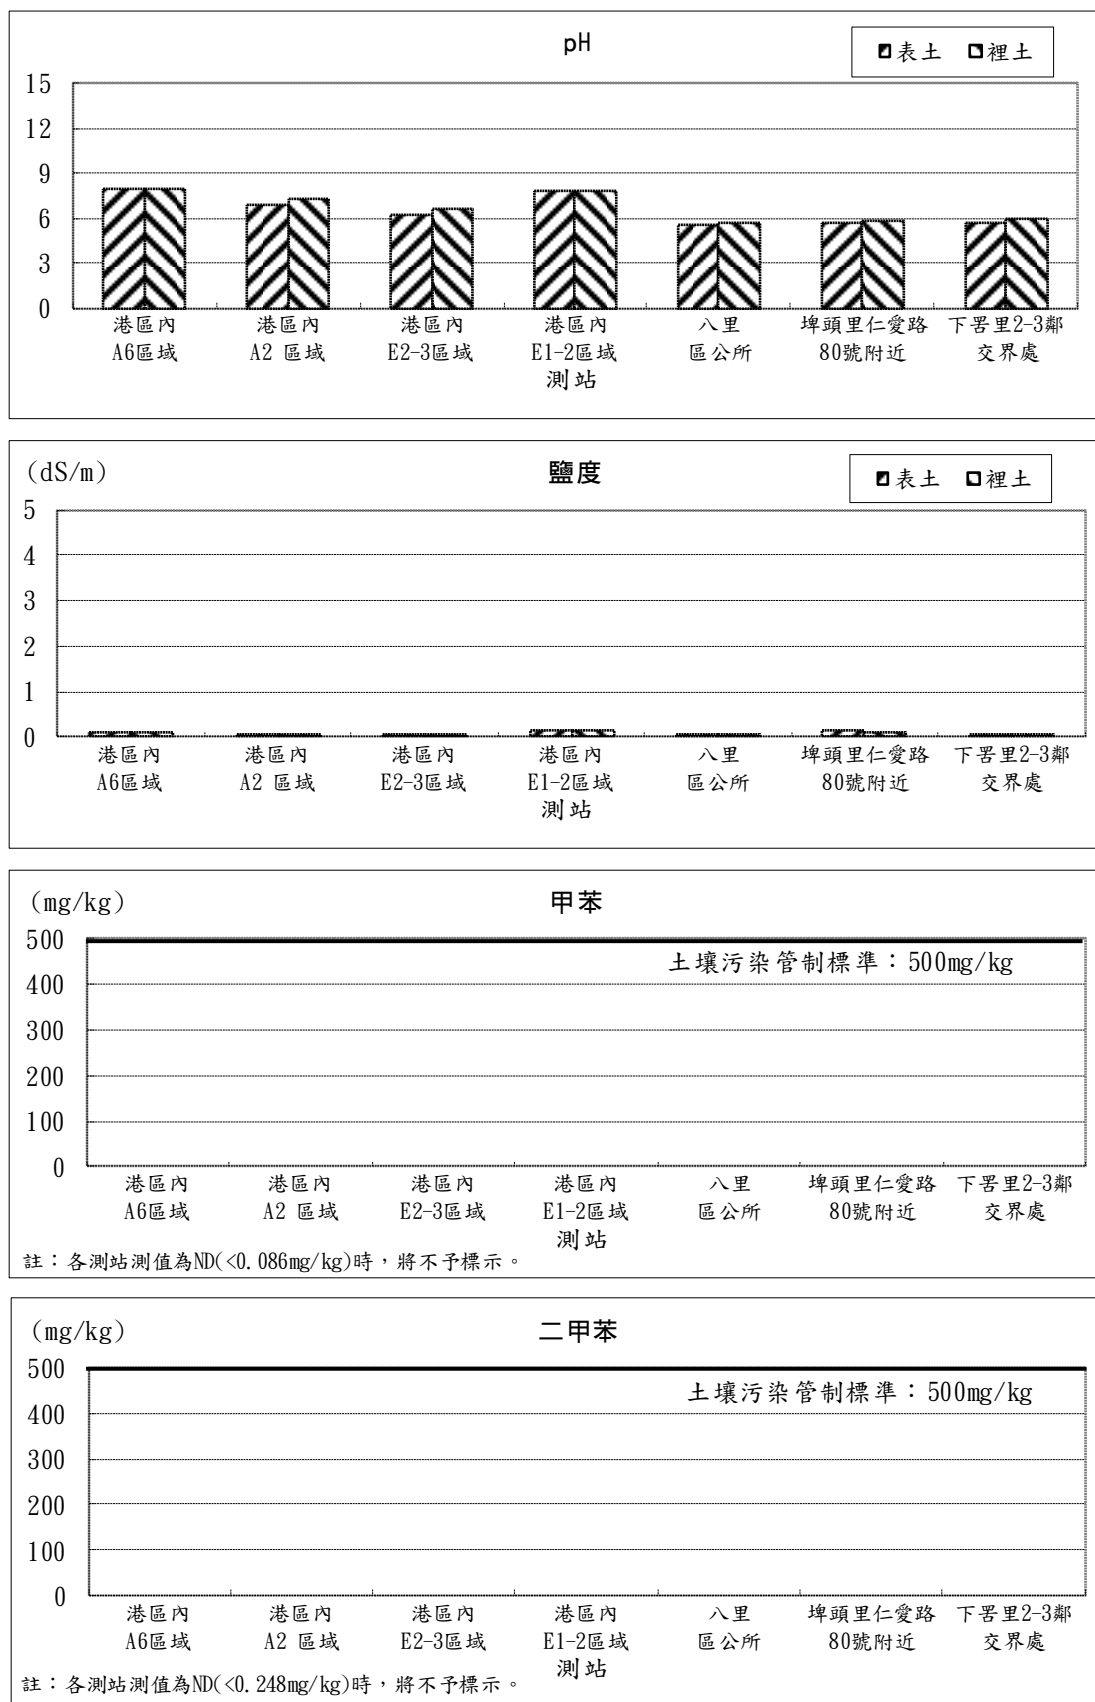 pH
表土 裡土
15
12
9
6
3
0
港區內 港區內 港區內 港區內 八里 埤頭里仁愛路 下罟里2-3鄰
A6區域 A2 區域 E2-3區域 E1-2區域 區公所 80號附近 交界處
測站
(dS/m) 鹽度
表土 裡土
5
4
3
2
1
0
港區內 港區內 港區內 港區內 八里 埤頭里仁愛路 下罟里2-3鄰
A6區域 A2 區域 E2-3區域 E1-2區域 區公所 80號附近 交界處
測站
(mg/kg) 甲苯
500
土壤污染管制標準：500mg/kg
400
300
200
100
0
港區內 港區內 港區內 港區內 八里 埤頭里仁愛路 下罟里2-3鄰
A6區域 A2 區域 E2-3區域 E1-2區域 區公所 80號附近 交界處
測站
註：各測站測值為ND(<0.086mg/kg)時，將不予標示。
(mg/kg) 二甲苯
500
土壤污染管制標準：500mg/kg
400
300
200
100
0
港區內 港區內 港區內 港區內 八里 埤頭里仁愛路 下罟里2-3鄰
A6區域 A2 區域 E2-3區域 E1-2區域 區公所 80號附近 交界處
測站
註：各測站測值為ND(<0.248mg/kg)時，將不予標示。